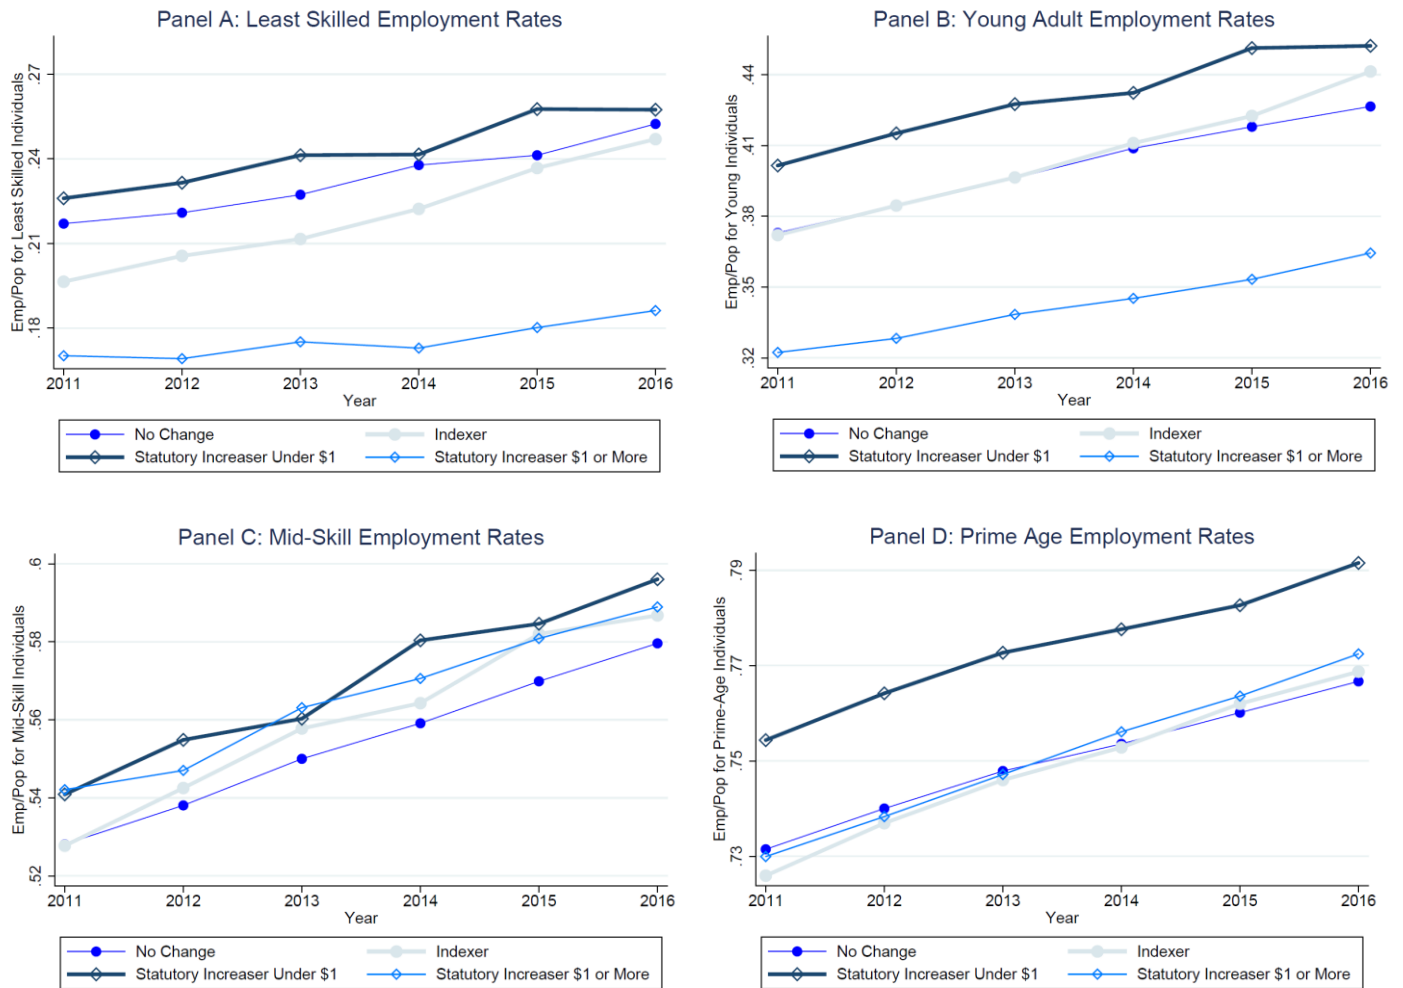 Panel A: Least Skilled Employment Rates
Emp/Pop for Least Skilled Individuals
.27
.24
.21
.18
2011 2012 2013 2014 2015 2016
Year
No Change Indexer
Statutory Increaser Under $1 Statutory Increaser $1 or More
Panel B: Young Adult Employment Rates
Emp/Pop for Young Individuals
.44
.41
.38
.35
.32
2011 2012 2013 2014 2015 2016
Year
No Change Indexer
Statutory Increaser Under $1 Statutory Increaser $1 or More
Panel C: Mid-Skill Employment Rates
Emp/Pop for Mid-Skill Individuals
.6
.58
.56
.54
.52
2011 2012 2013 2014 2015 2016
Year
No Change Indexer
Statutory Increaser Under $1 Statutory Increaser $1 or More
Panel D: Prime Age Employment Rates
Emp/Pop for Prime-Age Individuals
.79
.77
.75
.73
2011 2012 2013 2014 2015 2016
Year
No Change Indexer
Statutory Increaser Under $1 Statutory Increaser $1 or More